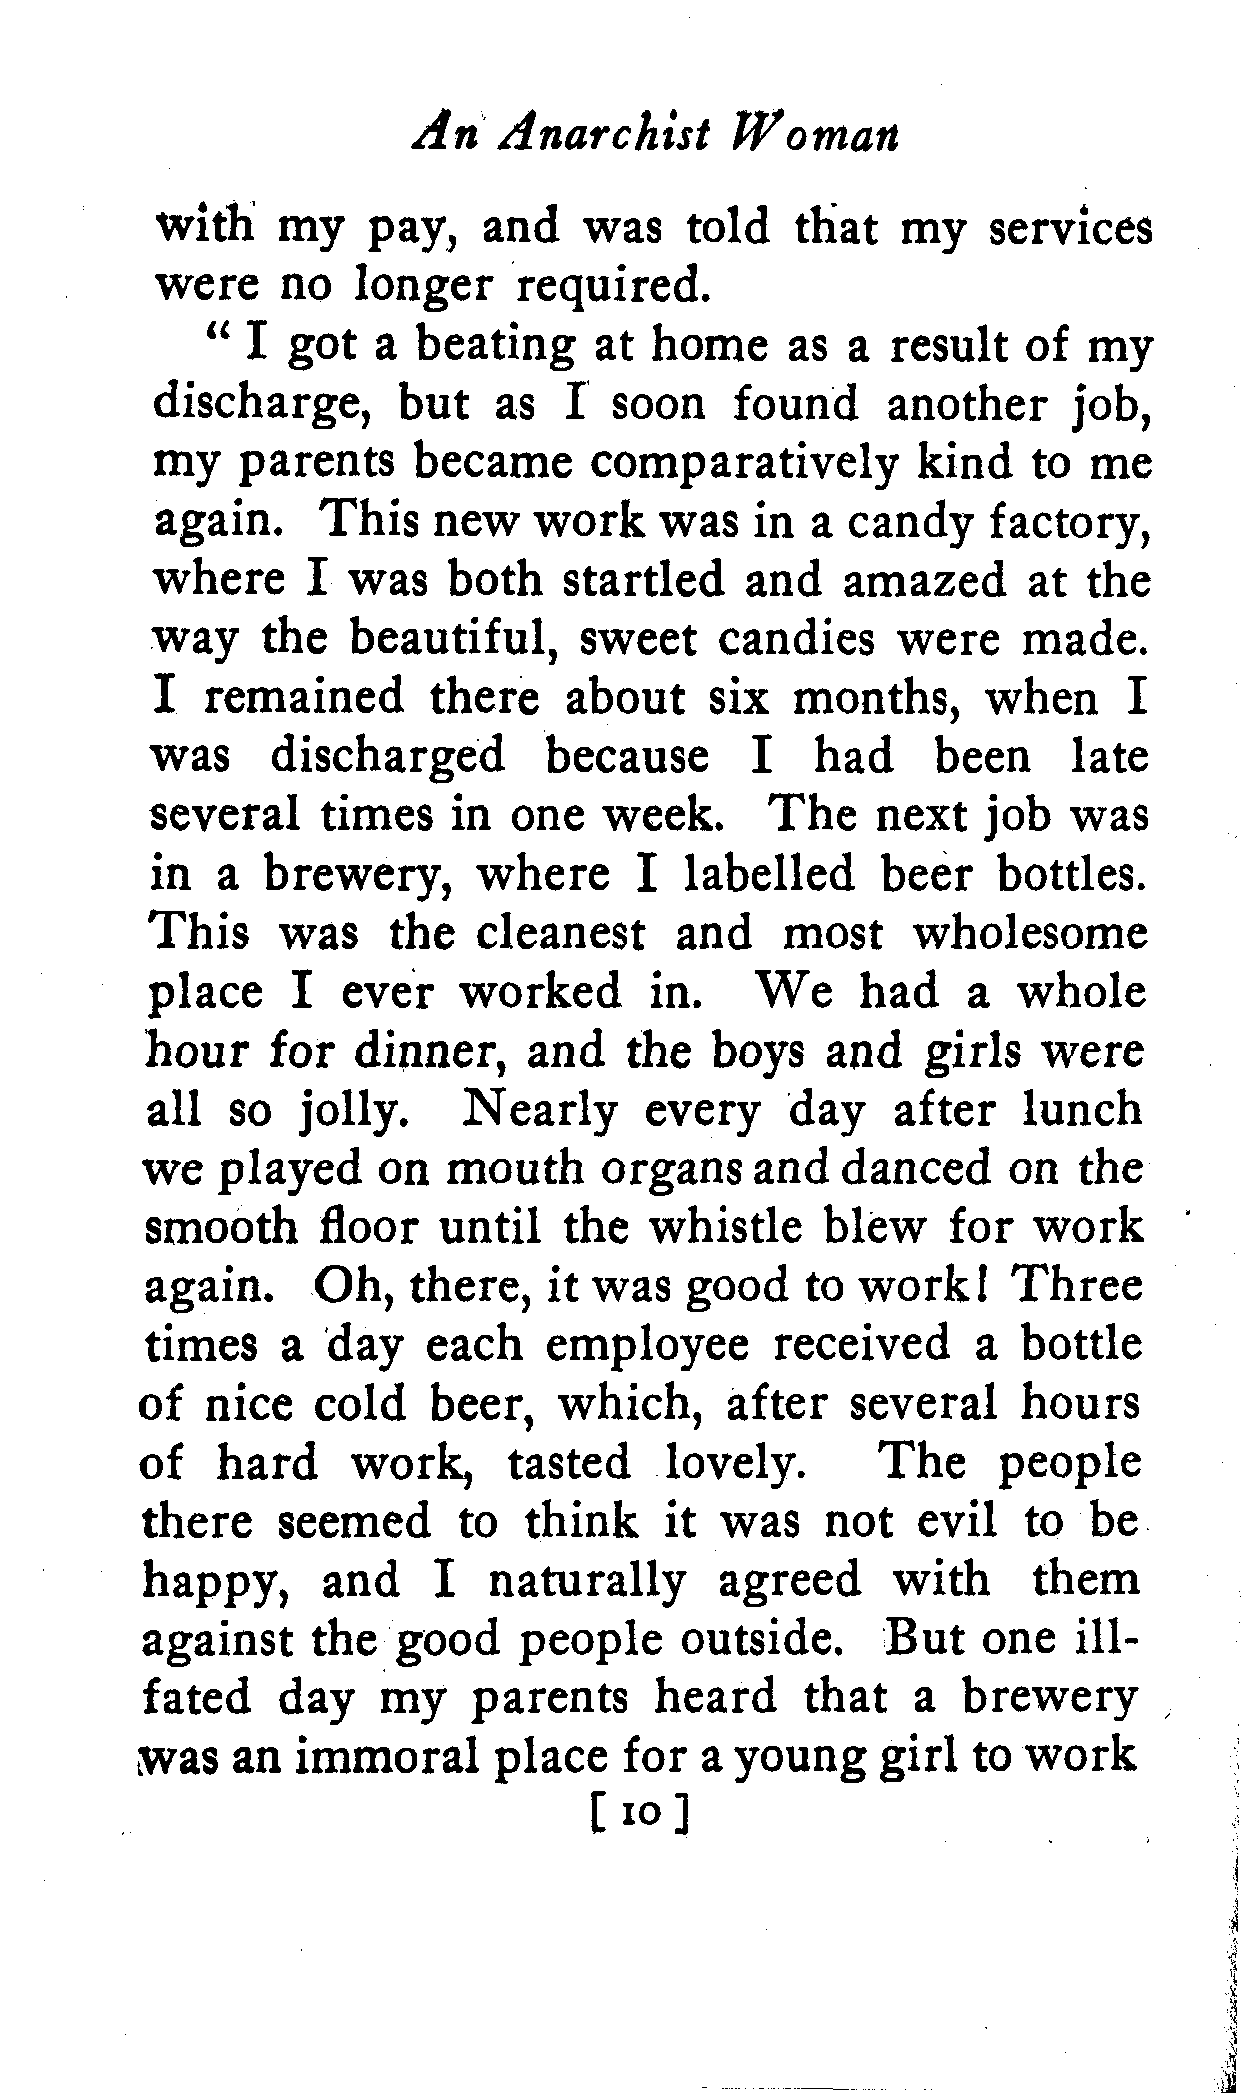 An Anarchist Woman
with my pay, and was told that my services
were no longer required.
" I got a beating at home as a result of my
discharge, but as I soon found another job,
my parents became comparatively kind to me
again. This new work was in a candy factory,
where I was both startled and amazed at the
way the beautiful, sweet candies were made.
I remained there about six months, when I
was discharged because I had been late
several times in one week. The next job was
in a brewery, where I labelled beer bottles.
This was the cleanest and most wholesome
place I ever worked in. We had a whole
hour for dinner, and the boys and girls were
all so jolly. Nearly every day after lunch
we played on mouth organs and danced on the
smooth floor until the whistle blew for work
again. Oh, there, it was good to work! Three
times a day each employee received a bottle
of nice cold beer, which, after several hours
of hard work, tasted lovely. The people
there seemed to think it was not evil to be
happy, and I naturally agreed with them
against the good people outside. But one ill-
fated day my parents heard that a brewery
was an immoral place for a young girl to work
[ 10 ]